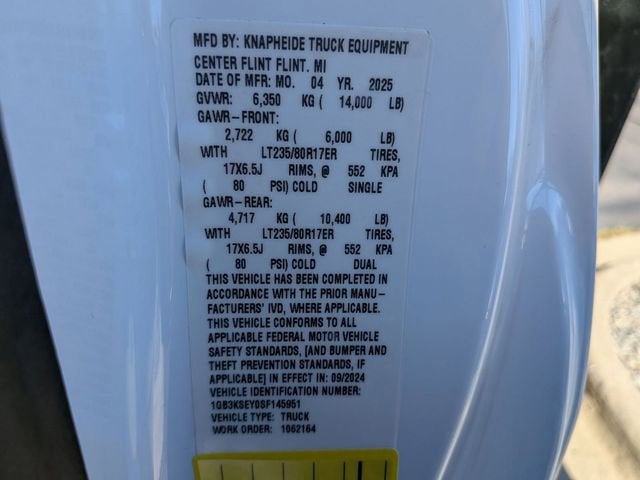 MFD BY: KNAPHEIDE TRUCK EQUIPMENT
CENTER FLINT FLINT. MI
DATE OF MFR: MO. 04 YR. 2025
GVWR: 6,350 KG ( 14,000 LB)
GAWR-FRONT:
2,722 KG ( 6,000 LB)
WITH LT235/80R17ER TIRES,
17X6.5J RIMS, @ 552 KPA
( 80 PSI) COLD SINGLE
GAWR-REAR:
4,717 KG ( 10,400 LB)
WITH LT235/80R17ER TIRES,
17X6.5J RIMS, @ 552 KPA
( 80 PSI) COLD DUAL
THIS VEHICLE HAS BEEN COMPLETED IN
ACCORDANCE WITH THE PRIOR MANU-
FACTURERS' IVD, WHERE APPLICABLE.
THIS VEHICLE CONFORMS TO ALL
APPLICABLE FEDERAL MOTOR VEHICLE
SAFETY STANDARDS, [AND BUMPER AND
THEFT PREVENTION STANDARDS, IF
APPLICABLE] IN EFFECT IN: 09/2024
VEHICLE IDENTIFICATION NUMBER:
1GB3KSEY0SF145951
VEHICLE TYPE: TRUCK
WORK ORDER: 1062164